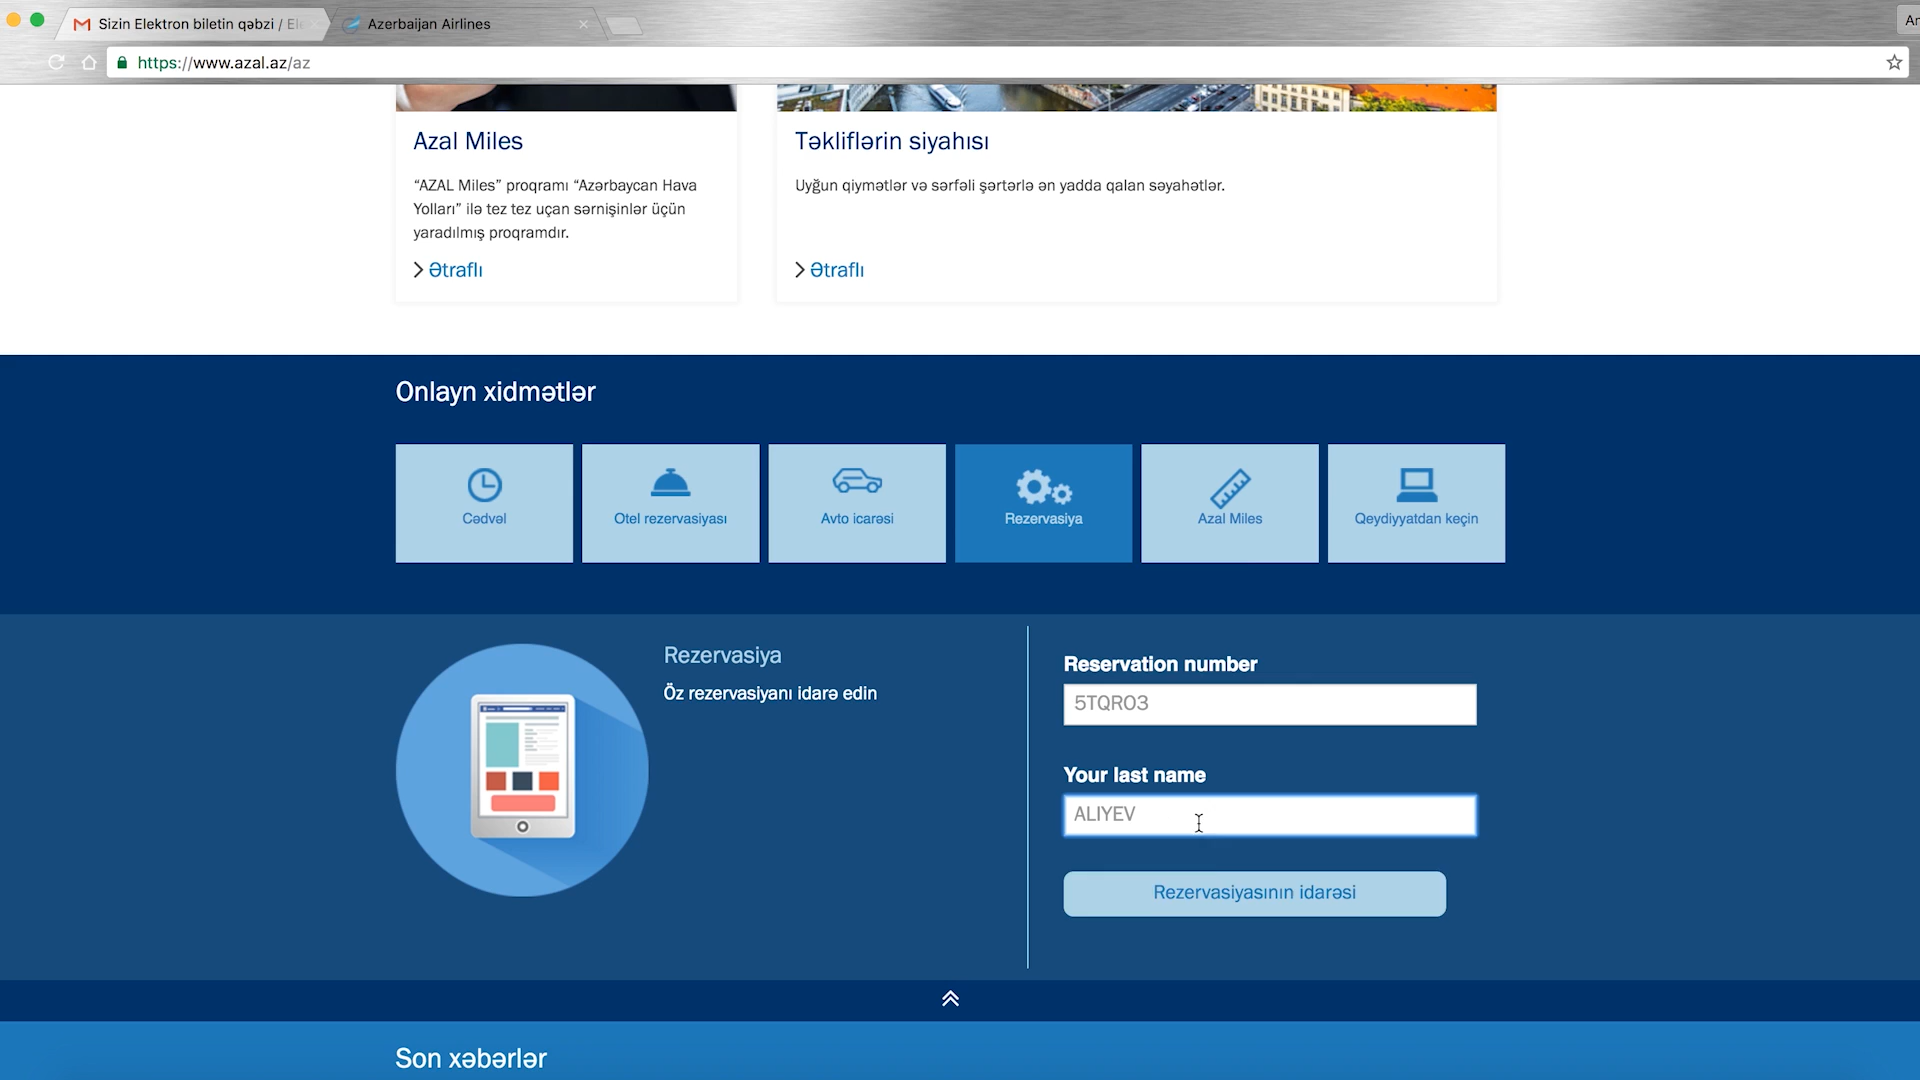 Sizin Elektron biletin qəbzi / Ele
Azerbaijan Airlines
https://www.azal.az/az
Azal Miles
“AZAL Miles” proqramı “Azərbaycan Hava
Yolları” ilə tez tez uçan sərnişinlər üçün
yaradılmış proqramdır.
Ətraflı
Təkliflərin siyahısı
Uyğun qiymətlər və sərfəli şərtərlə ən yadda qalan səyahətlər.
Ətraflı
Onlayn xidmətlər
Cədvəl
Otel rezervasiyası
Avto icarəsi
Rezervasiya
Azal Miles
Qeydiyyatdan keçin
Rezervasiya
Öz rezervasiyanı idarə edin
Reservation number
5TQRO3
Your last name
ALIYEV
Rezervasiyasının idarəsi
Son xəbərlər